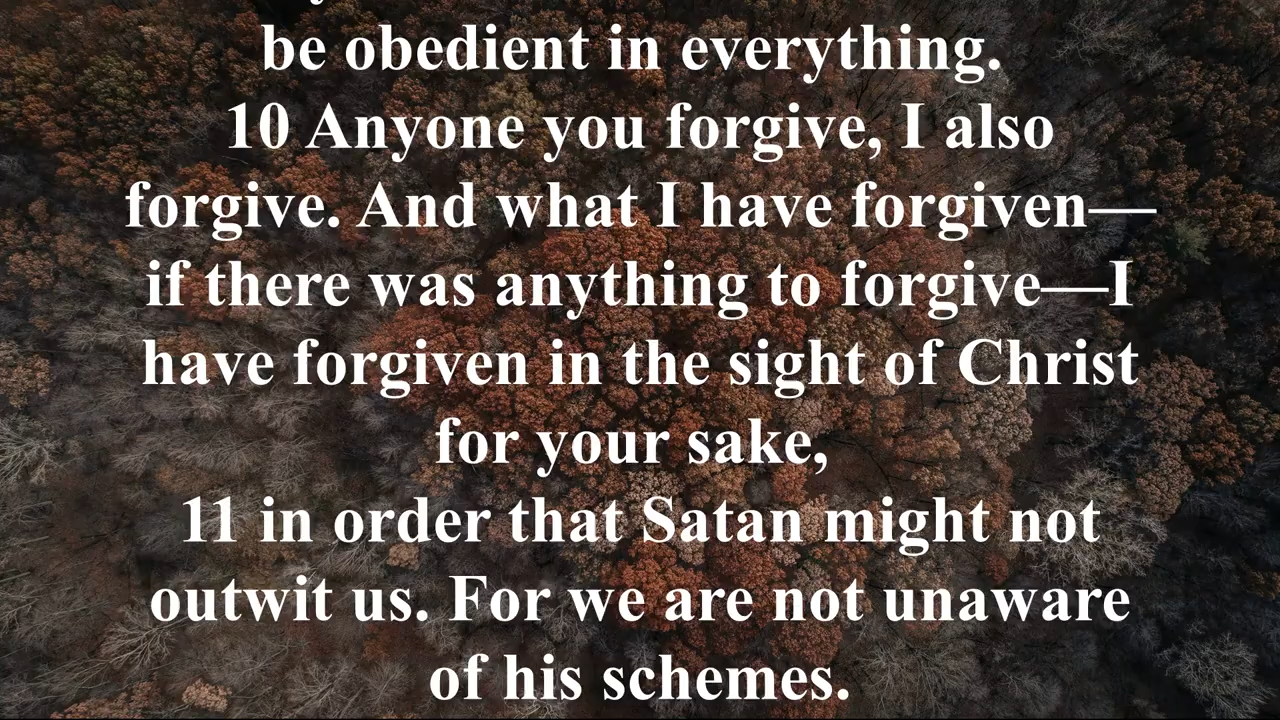 be obedient in everything.
10 Anyone you forgive, I also
forgive. And what I have forgiven—
if there was anything to forgive—I
have forgiven in the sight of Christ
for your sake,
11 in order that Satan might not
outwit us. For we are not unaware
of his schemes.